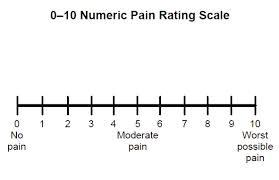 0–10 Numeric Pain Rating Scale
0 1 2 3 4 5 6 7 8 9 10
No pain
Moderate pain
Worst possible pain